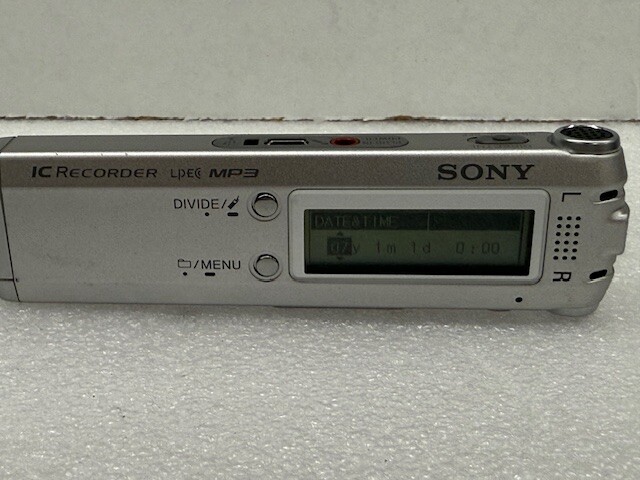 IC RECORDER LPEC MP3
SONY
DIVIDE/
/MENU
DATE&TIME
07y 1m 1d 0:00
L
R